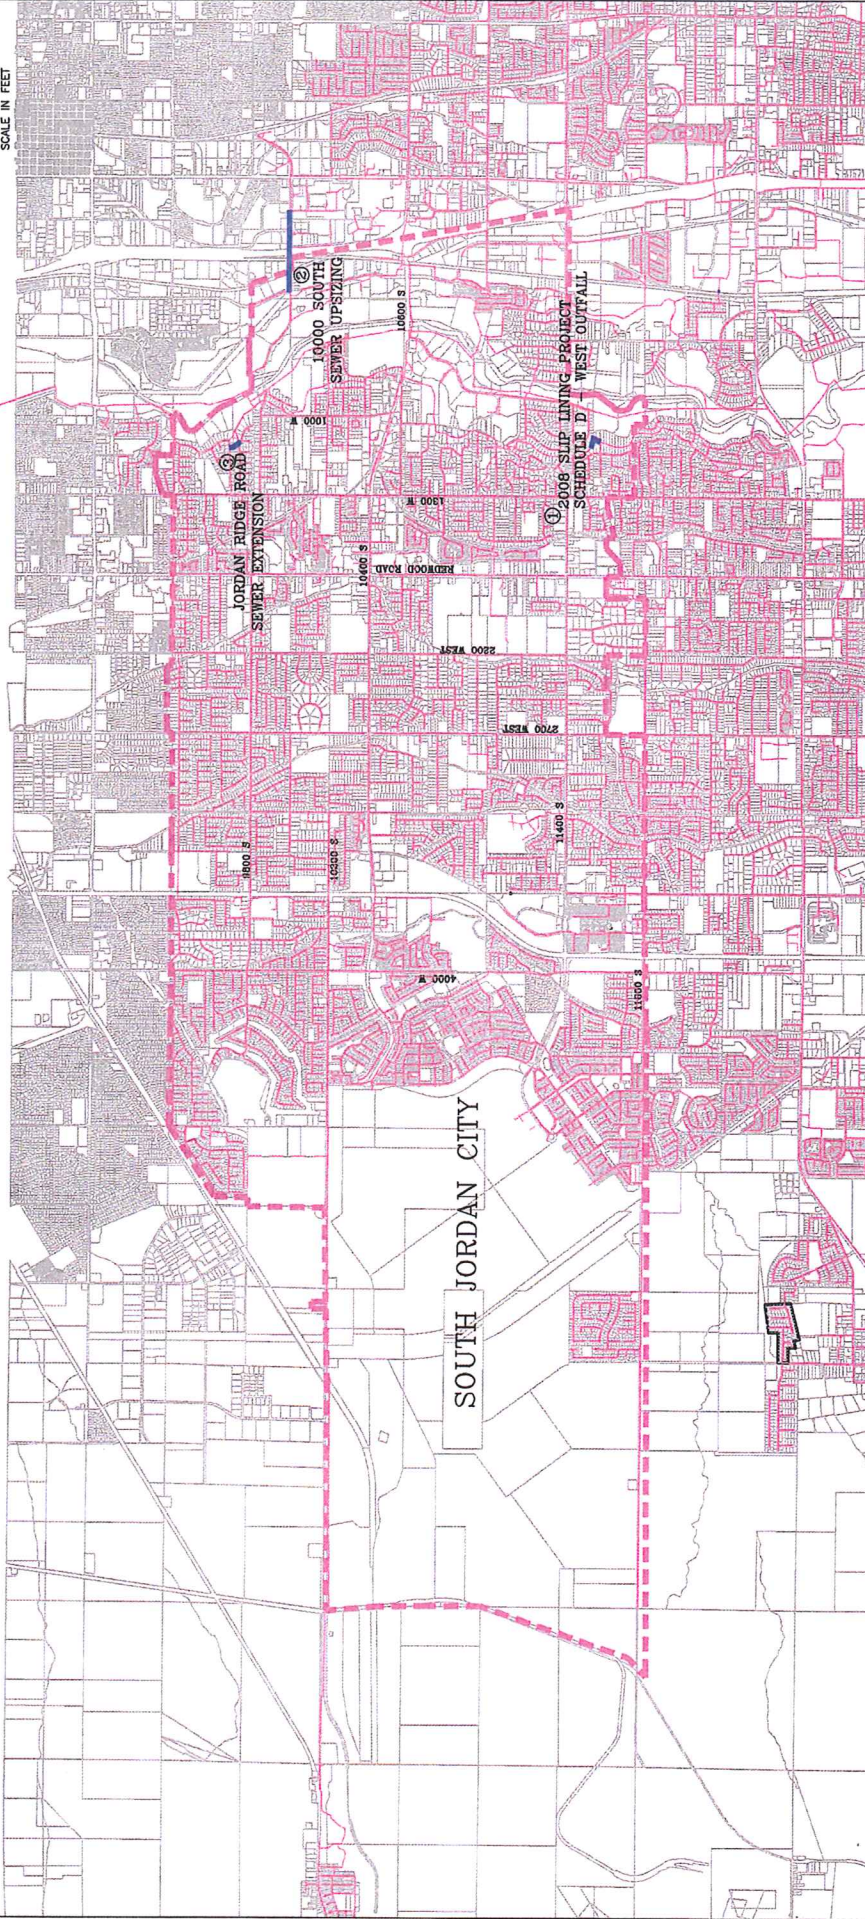 SCALE IN FEET
② 
10000 SOUTH
SEWER UPSIZING
10600 S
1000 W
③
JORDAN RIDGE ROAD
SEWER EXTENSION
① 2008 SLIP LINING PROJECT
SCHEDULE D - WEST OUTFALL
1300 W
10400 S
REDWOOD ROAD
2200 WEST
2700 WEST
9800 S
10200 S
11400 S
4000 W
11800 S
SOUTH JORDAN CITY